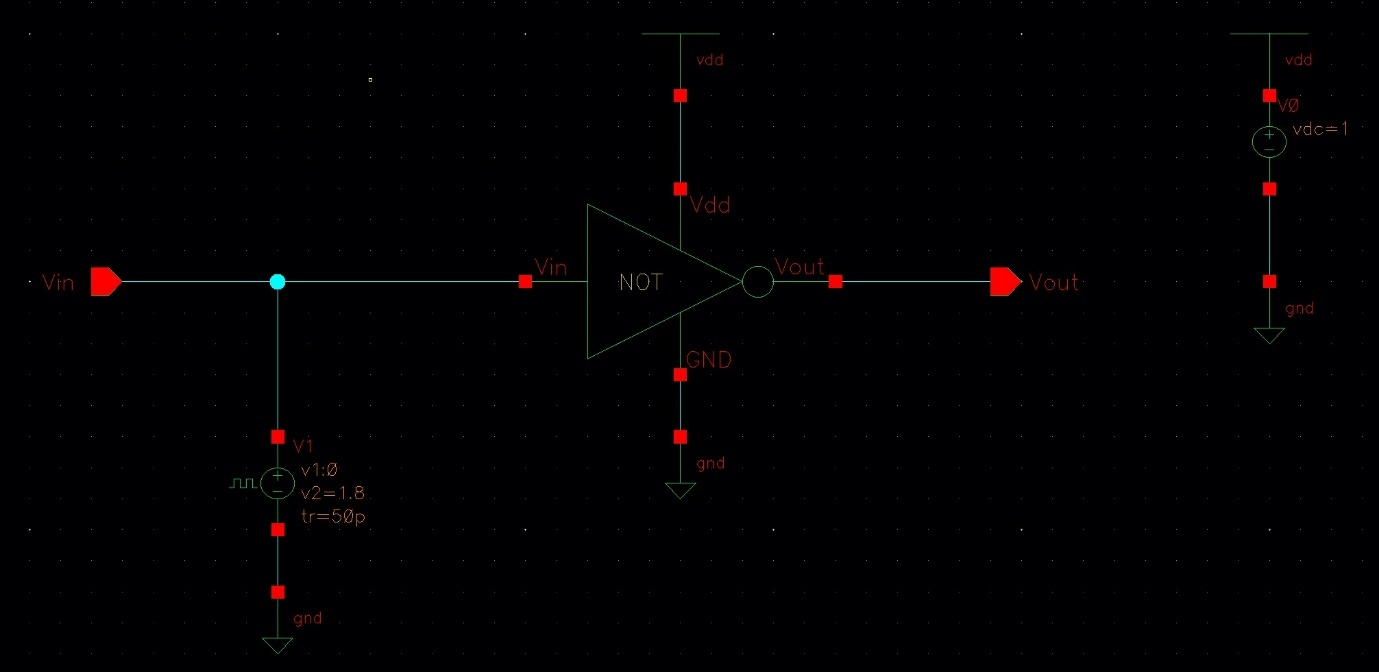 vdd
vdd
V0
vdc=1
Vdd
Vin
Vin
NOT
Vout
Vout
gnd
GND
V1
v1:0
v2=1.8
tr=50p
gnd
gnd